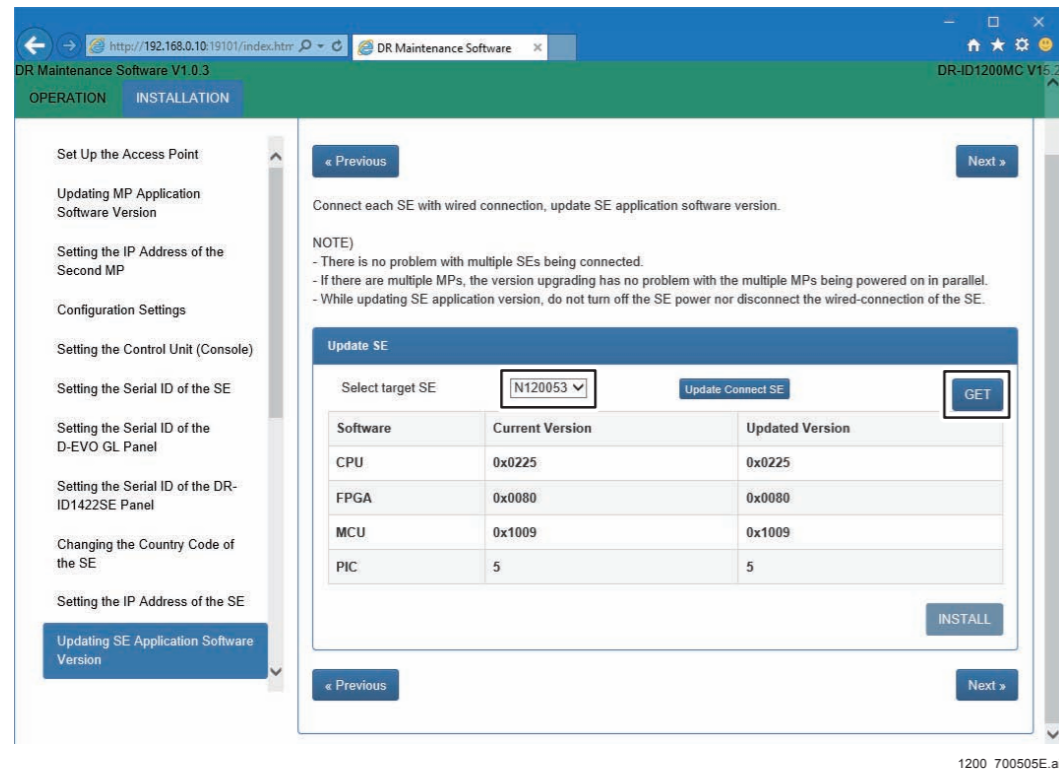 http://192.168.0.10:19101/index.htm
DR Maintenance Software
DR Maintenance Software V1.0.3
DR-ID1200MC V15.2
OPERATION INSTALLATION
Set Up the Access Point
Updating MP Application
Software Version
Setting the IP Address of the
Second MP
Configuration Settings
Setting the Control Unit (Console)
Setting the Serial ID of the SE
Setting the Serial ID of the
D-EVO GL Panel
Setting the Serial ID of the DR-
ID1422SE Panel
Changing the Country Code of
the SE
Setting the IP Address of the SE
Updating SE Application Software
Version
« Previous
Next »
Connect each SE with wired connection, update SE application software version.
NOTE)
- There is no problem with multiple SEs being connected.
- If there are multiple MPs, the version upgrading has no problem with the multiple MPs being powered on in parallel.
- While updating SE application version, do not turn off the SE power nor disconnect the wired-connection of the SE.
Update SE
Select target SE N120053 Update Connect SE GET
Software Current Version Updated Version
CPU 0x0225 0x0225
FPGA 0x0080 0x0080
MCU 0x1009 0x1009
PIC 5 5
INSTALL
« Previous
Next »
1200_700505E.a